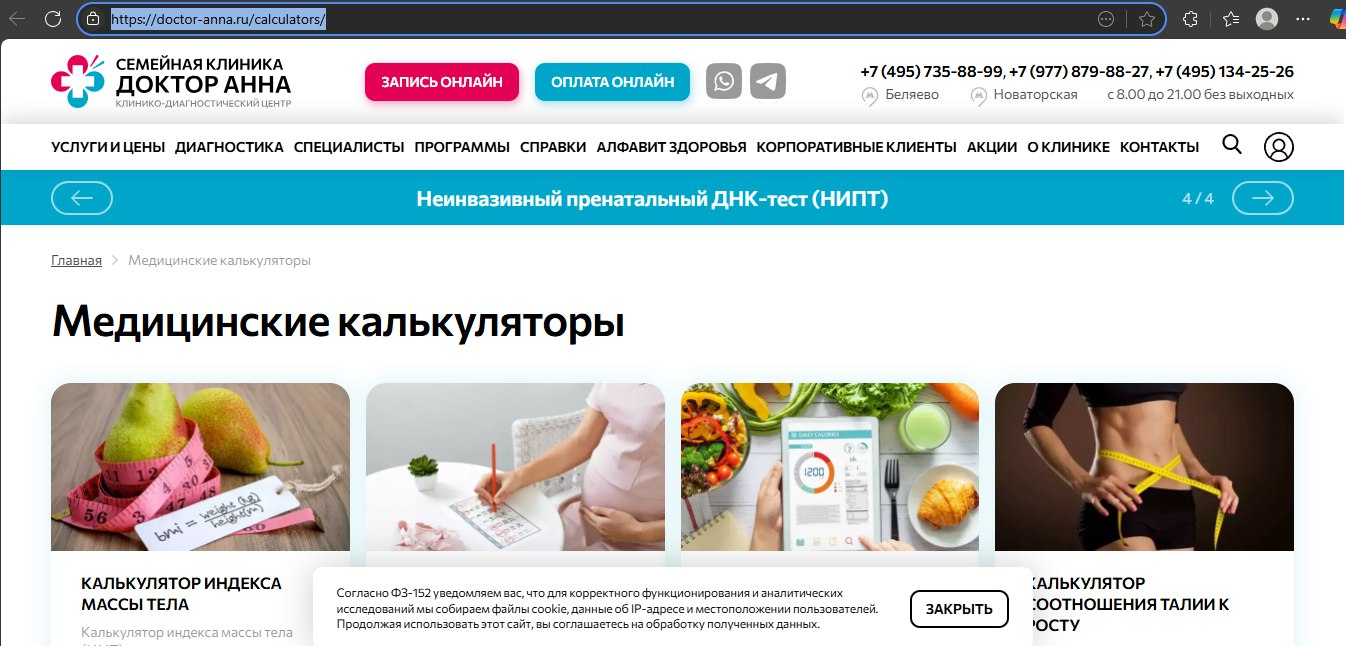 https://doctor-anna.ru/calculators/
СЕМЕЙНАЯ КЛИНИКА
ДОКТОР АННА
КЛИНИКО-ДИАГНОСТИЧЕСКИЙ ЦЕНТР
ЗАПИСЬ ОНЛАЙН
ОПЛАТА ОНЛАЙН
+7 (495) 735-88-99, +7 (977) 879-88-27, +7 (495) 134-25-26
Беляево Новаторская с 8.00 до 21.00 без выходных
УСЛУГИ И ЦЕНЫ ДИАГНОСТИКА СПЕЦИАЛИСТЫ ПРОГРАММЫ СПРАВКИ АЛФАВИТ ЗДОРОВЬЯ КОРПОРАТИВНЫЕ КЛИЕНТЫ АКЦИИ О КЛИНИКЕ КОНТАКТЫ
Неинвазивный пренатальный ДНК-тест (НИПТ)
4 / 4
Главная > Медицинские калькуляторы
Медицинские калькуляторы
bmi = weight (kg) / height(m)
DAILY CALORIES
1200
КАЛЬКУЛЯТОР ИНДЕКСА
МАССЫ ТЕЛА
Калькулятор индекса массы тела
КАЛЬКУЛЯТОР
СООТНОШЕНИЯ ТАЛИИ К
РОСТУ
Согласно ФЗ-152 уведомляем вас, что для корректного функционирования и аналитических
исследований мы собираем файлы cookie, данные об IP-адресе и местоположении пользователей.
Продолжая использовать этот сайт, вы соглашаетесь на обработку полученных данных.
ЗАКРЫТЬ